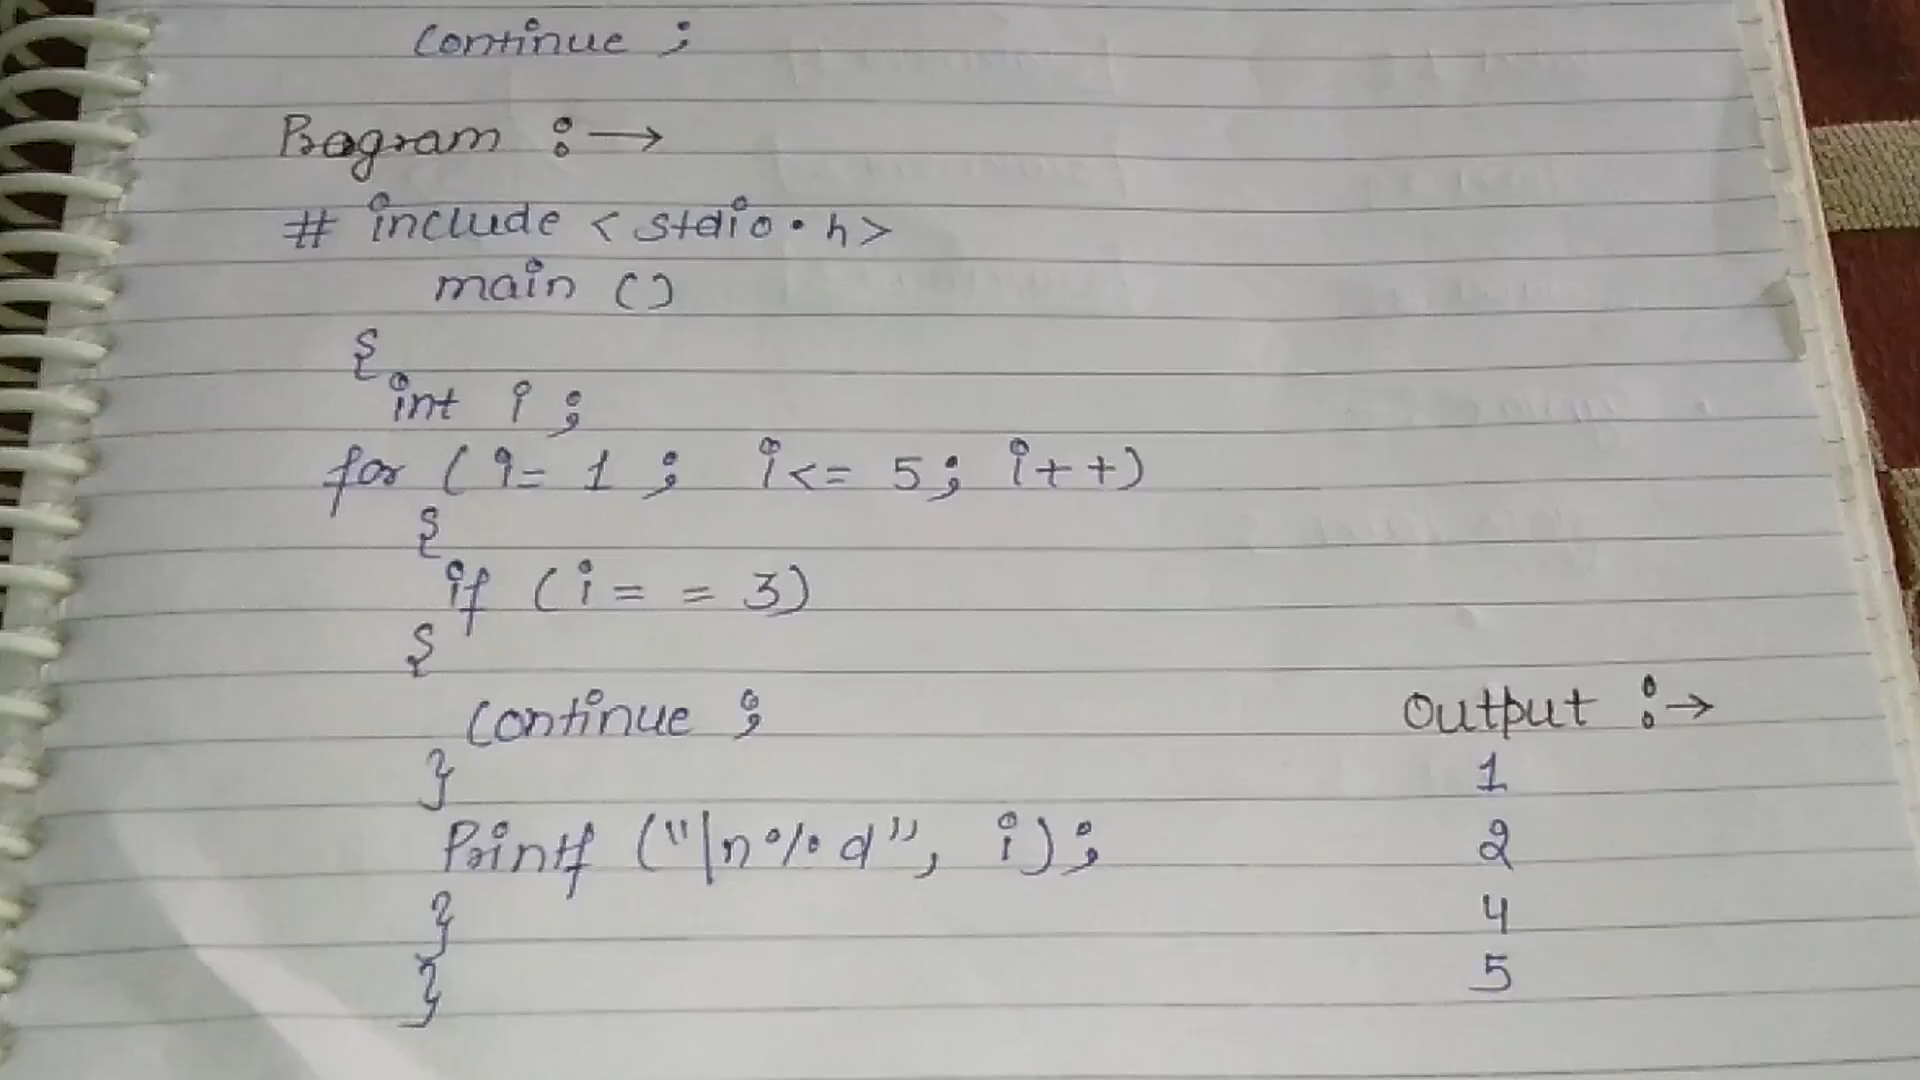 Continue ;
Program :→
# include <stdio.h>
main ()
{
int i ;
for ( i= 1 ; i<= 5; i++)
{
if (i= = 3)
{
Continue ;
}
Printf ("\n%d", i);
}
}
Output :→
1
2
4
5